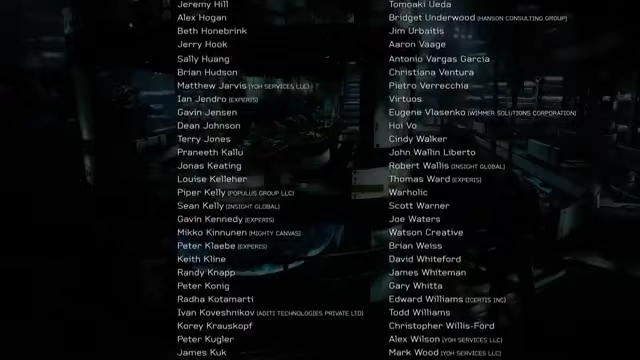 Jeremy Hill
Alex Hogan
Beth Honebrink
Jerry Hook
Sally Huang
Brian Hudson
Matthew Jarvis (YOH SERVICES LLC)
Ian Jendro (EXPERIS)
Gavin Jensen
Dean Johnson
Terry Jones
Praneeth Kallu
Jonas Keating
Louise Kelleher
Piper Kelly (POPULUS GROUP LLC)
Sean Kelly (INSIGHT GLOBAL)
Gavin Kennedy (EXPERIS)
Mikko Kinnunen (MIGHTY CANVAS)
Peter Klaebe (EXPERIS)
Keith Kline
Randy Knapp
Peter Konig
Radha Kotamarti
Ivan Koveshnikov (ADITI TECHNOLOGIES PRIVATE LTD)
Korey Krauskopf
Peter Kugler
James Kuk
Tomoaki Ueda
Bridget Underwood (HANSON CONSULTING GROUP)
Jim Urbaitis
Aaron Vaage
Antonio Vargas Garcia
Christiana Ventura
Pietro Verrecchia
Virtuos
Eugene Vlasenko (WIMMER SOLUTIONS CORPORATION)
Hoi Vo
Cindy Walker
John Wallin Liberto
Robert Wallis (INSIGHT GLOBAL)
Thomas Ward (EXPERIS)
Warholic
Scott Warner
Joe Waters
Watson Creative
Brian Weiss
David Whiteford
James Whiteman
Gary Whitta
Edward Williams (ICERTIS INC)
Todd Williams
Christopher Willis-Ford
Alex Wilson (YOH SERVICES LLC)
Mark Wood (YOH SERVICES LLC)